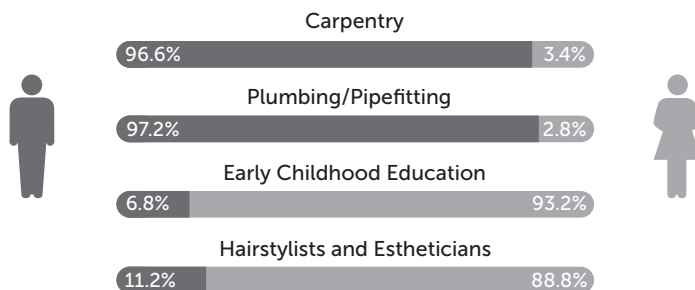 Carpentry
96.6% 3.4%
Plumbing/Pipefitting
97.2% 2.8%
Early Childhood Education
6.8% 93.2%
Hairstylists and Estheticians
11.2% 88.8%